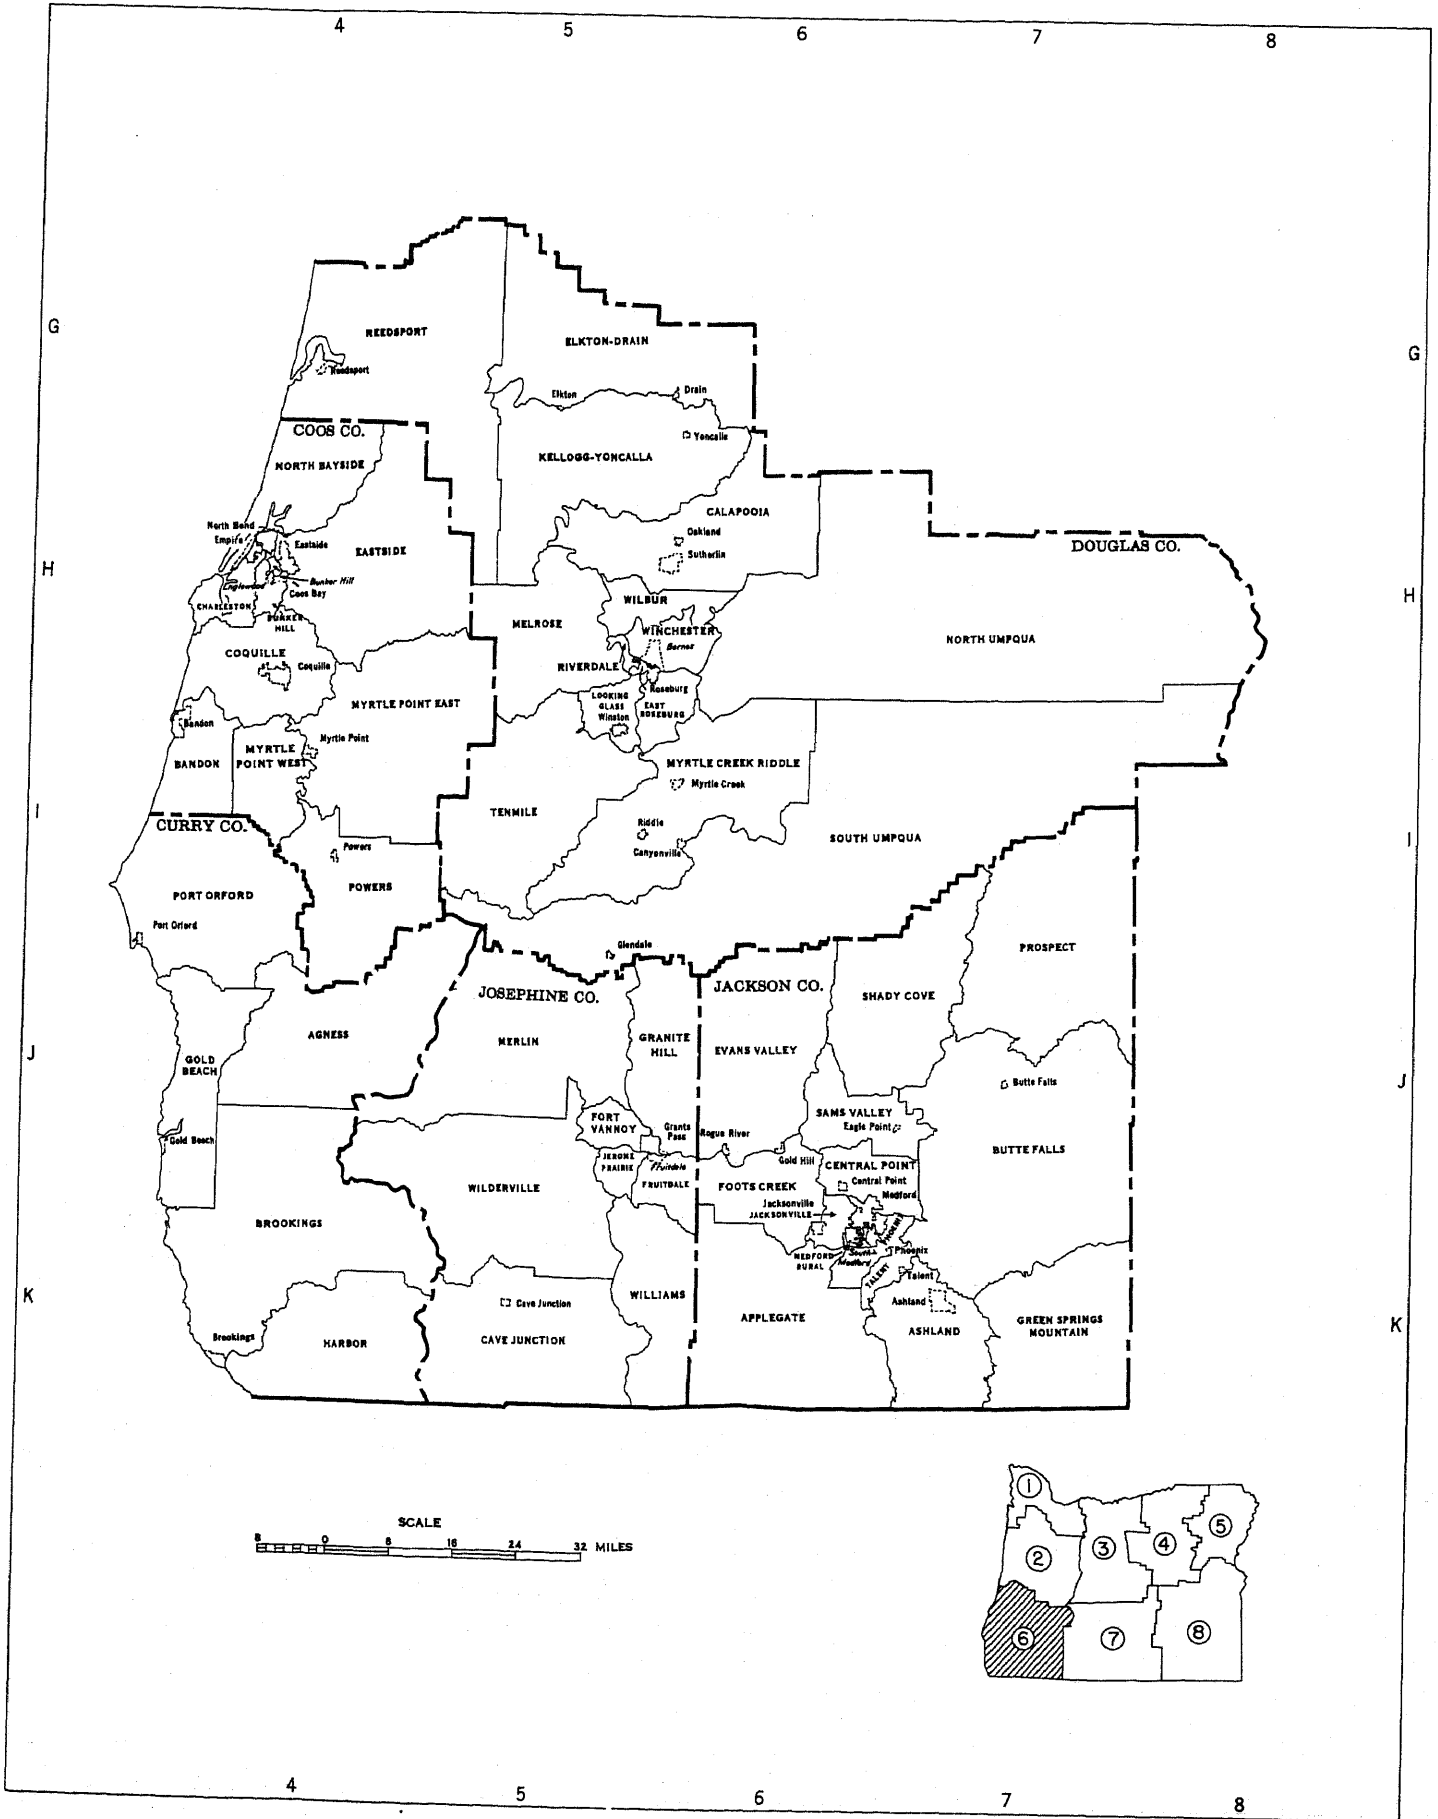 4 5 6 7 8
G
REEDSPORT
ELKTON-DRAIN
G
Reedsport
Elkton
Drain
COOS CO.
Yoncalla
NORTH BAYSIDE
KELLOGG-YONCALLA
CALAPOOIA
North Bend
Empire
Eastside
EASTSIDE
Oakland
Sutherlin
DOUGLAS CO.
H
Englewood
Bunker Hill
Coos Bay
CHARLESTON
BUNKER
HILL
WILBUR
H
MELROSE
WINCHESTER
Barnes
NORTH UMPQUA
COQUILLE
Coquille
RIVERDALE
Roseburg
LOOKING
GLASS
Winston
EAST
ROSEBURG
MYRTLE POINT EAST
Bandon
Myrtle Point
BANDON
MYRTLE
POINT WEST
MYRTLE CREEK RIDDLE
Myrtle Creek
I
TENMILE
CURRY CO.
Riddle
Canyonville
SOUTH UMPQUA
I
Powers
POWERS
PORT ORFORD
Port Orford
Glendale
PROSPECT
JOSEPHINE CO.
JACKSON CO.
SHADY COVE
J
AGNESS
MERLIN
GRANITE
HILL
EVANS VALLEY
GOLD
BEACH
Butte Falls
J
FORT
VANNOY
SAMS VALLEY
Eagle Point
Gold Beach
Grants
Pass
Rogue River
Gold Hill
BUTTE FALLS
JEROME
PRAIRIE
Fruitdale
FRUITDALE
CENTRAL POINT
Central Point
Medford
WILDERVILLE
FOOTS CREEK
Jacksonville
JACKSONVILLE
BROOKINGS
PHOENIX
Phoenix
MEDFORD
RURAL
South
Medford
TALENT
Talent
K
Cave Junction
WILLIAMS
Ashland
APPLEGATE
ASHLAND
GREEN SPRINGS
MOUNTAIN
K
Brookings
HARBOR
CAVE JUNCTION
SCALE
8 0 8 16 24 32 MILES
1
2
3
4
5
6
7
8
4 5 6 7 8